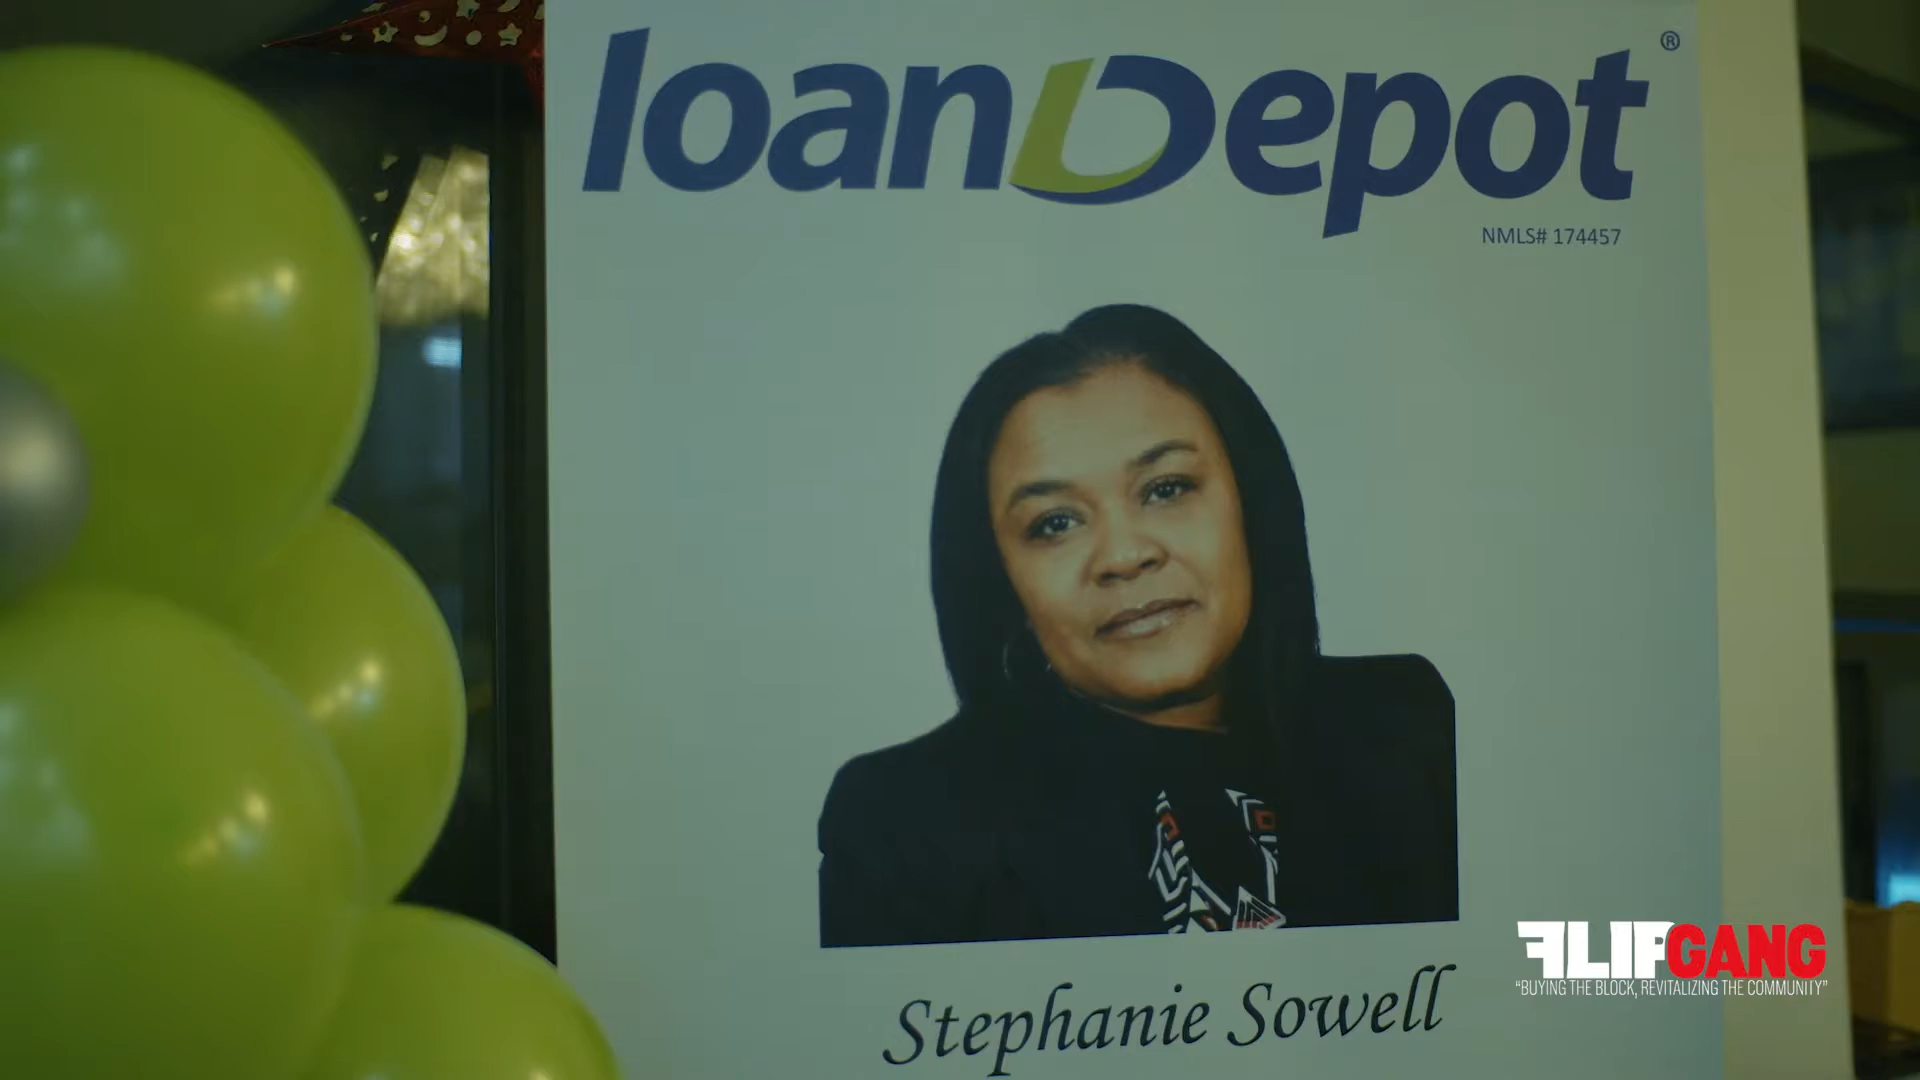 loanDepot®
NMLS# 174457
Stephanie Sowell
FLIPGANG
“BUYING THE BLOCK, REVITALIZING THE COMMUNITY”